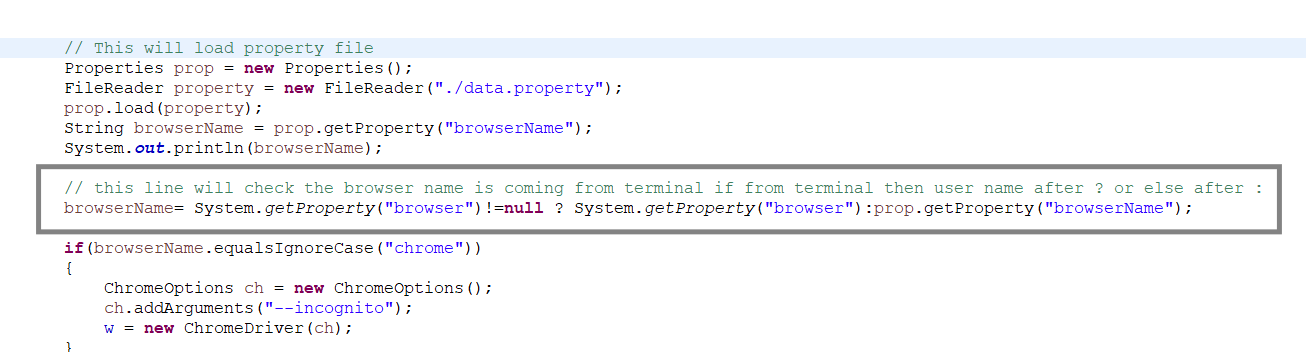 // This will load property file
Properties prop = new Properties();
FileReader property = new FileReader("./data.property");
prop.load(property);
String browserName = prop.getProperty("browserName");
System.out.println(browserName);
// this line will check the browser name is coming from terminal if from terminal then user name after ? or else after :
browserName= System.getProperty("browser")!=null ? System.getProperty("browser"):prop.getProperty("browserName");
if(browserName.equalsIgnoreCase("chrome"))
{
ChromeOptions ch = new ChromeOptions();
ch.addArguments("--incognito");
w = new ChromeDriver(ch);
}